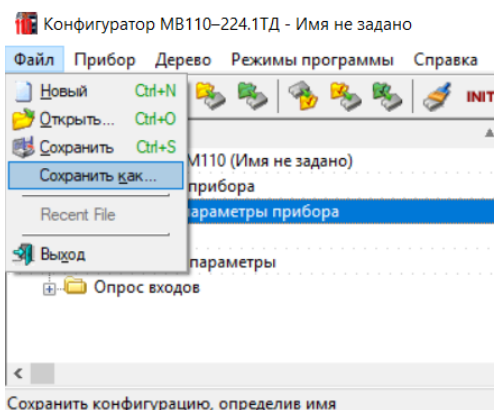 Конфигуратор МВ110–224.1ТД - Имя не задано
Файл Прибор Дерево Режимы программы Справка
Новый Ctrl+N
INIT
Открыть... Ctrl+O
Сохранить Ctrl+S
М110 (Имя не задано)
Сохранить как...
прибора
Recent File
параметры прибора
Выход
параметры
Опрос входов
Сохранить конфигурацию, определив имя